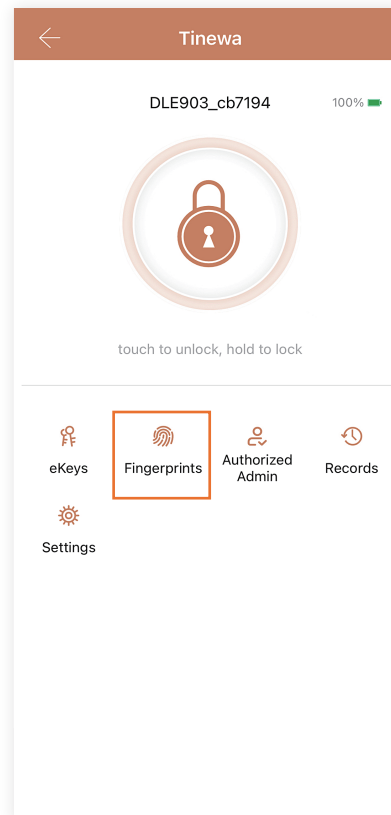 Tinewa
DLE903_cb7194
100%
touch to unlock, hold to lock
eKeys
Fingerprints
Authorized
Admin
Records
Settings